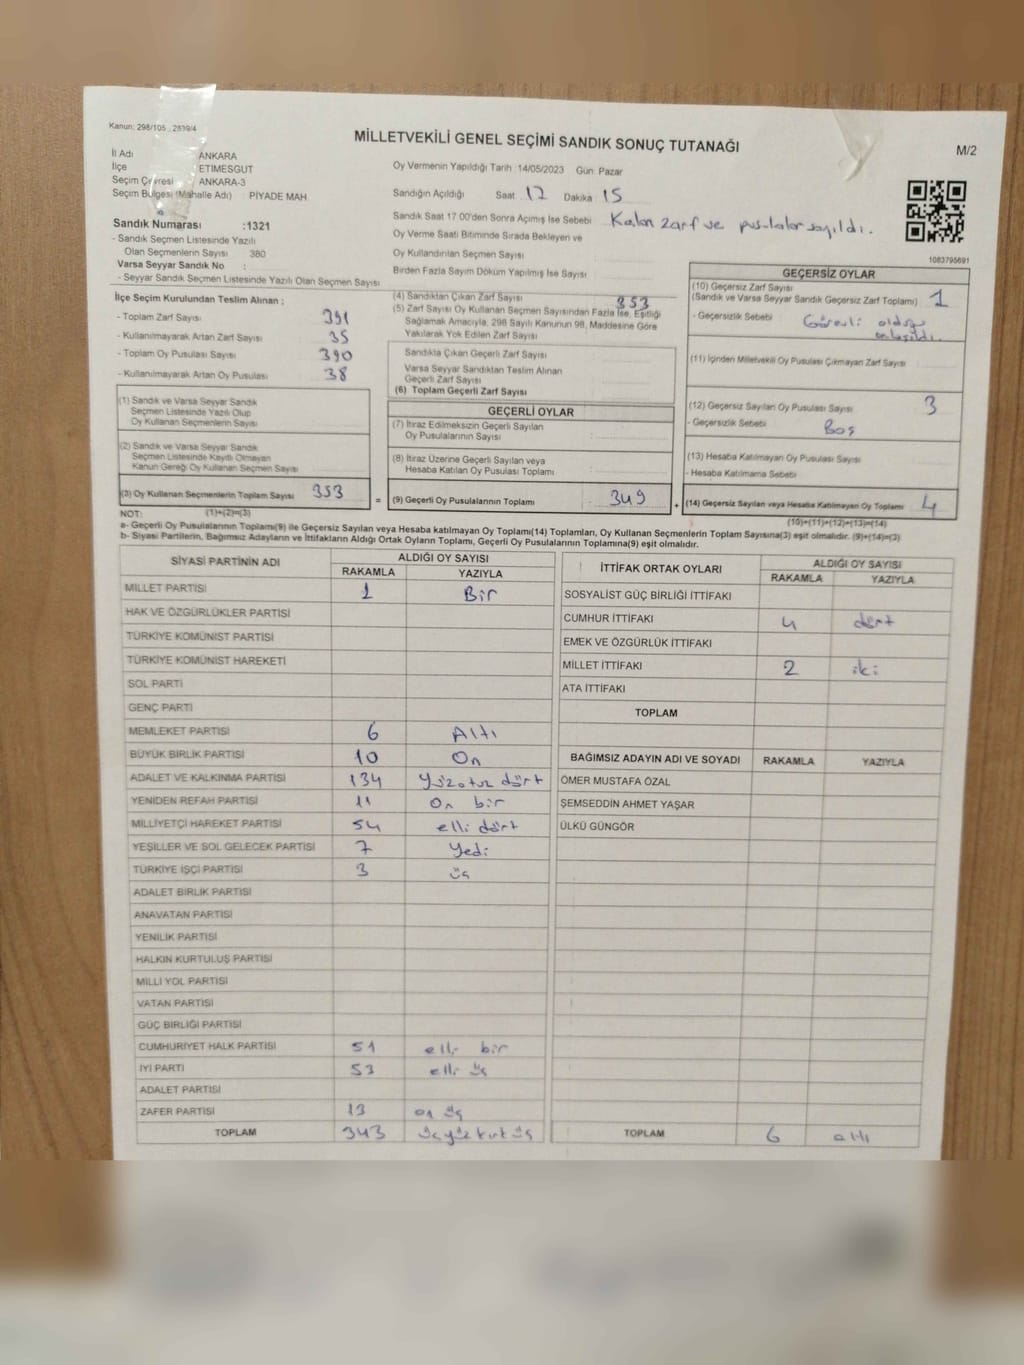 Kanun: 298/105 , 2839/4
MİLLETVEKİLİ GENEL SEÇİMİ SANDIK SONUÇ TUTANAĞI
M/2
İl Adı ANKARA
İlçe ETİMESGUT
Seçim Çevresi ANKARA-3
Seçim Bölgesi (Mahalle Adı) PİYADE MAH.
Oy Vermenin Yapıldığı Tarih :14/05/2023 Gün: Pazar
Sandığın Açıldığı Saat 17 Dakika 15
Sandık Saat 17.00'den Sonra Açımış İse Sebebi Kalan zarf ve pusulalar sayıldı.
Oy Verme Saati Bitiminde Sırada Bekleyen ve
Oy Kullandırılan Seçmen Sayısı
Birden Fazla Sayım Döküm Yapılmış İse Sayısı
1083795691
Sandık Numarası :1321
- Sandık Seçmen Listesinde Yazılı
Olan Seçmenlerin Sayısı 380
Varsa Seyyar Sandık No :
- Seyyar Sandık Seçmen Listesinde Yazılı Olan Seçmen Sayısı
İlçe Seçim Kurulundan Teslim Alınan ;
- Toplam Zarf Sayısı 391
- Kullanılmayarak Artan Zarf Sayısı 35
- Toplam Oy Pusulası Sayısı 390
- Kullanılmayarak Artan Oy Pusulası 38
(1) Sandık ve Varsa Seyyar Sandık
Seçmen Listesinde Yazılı Olup
Oy Kullanan Seçmenlerin Sayısı
(2) Sandık ve Varsa Seyyar Sandık
Seçmen Listesinde Kayıtlı Olmayan
Kanun Gereği Oy Kullanan Seçmen Sayısı
(3) Oy Kullanan Seçmenlerin Toplam Sayısı 353
=
(4) Sandıktan Çıkan Zarf Sayısı 353
(5) Zarf Sayısı Oy Kullanan Seçmen Sayısından Fazla İse, Eşitliği
Sağlamak Amacıyla, 298 Sayılı Kanunun 98. Maddesine Göre
Yakılarak Yok Edilen Zarf Sayısı
Sandıkta Çıkan Geçerli Zarf Sayısı
Varsa Seyyar Sandıktan Teslim Alınan
Geçerli Zarf Sayısı
(6) Toplam Geçerli Zarf Sayısı
GEÇERLİ OYLAR
(7) İtiraz Edilmeksizin Geçerli Sayılan
Oy Pusulalarının Sayısı
(8) İtiraz Üzerine Geçerli Sayılan veya
Hesaba Katılan Oy Pusulası Toplamı
(9) Geçerli Oy Pusulalarının Toplamı 349
+
GEÇERSİZ OYLAR
(10) Geçersiz Zarf Sayısı
(Sandık ve Varsa Seyyar Sandık Geçersiz Zarf Toplamı) 1
- Geçersizlik Sebebi Görevli olduğu
anlaşıldı.
(11) İçinden Milletvekili Oy Pusulası Çıkmayan Zarf Sayısı
(12) Geçersiz Sayılan Oy Pusulası Sayısı 3
- Geçersizlik Sebebi Boş
(13) Hesaba Katılmayan Oy Pusulası Sayısı
- Hesaba Katılmama Sebebi
(14) Geçersiz Sayılan veya Hesaba Katılmayan Oy Toplamı 4
NOT: (1)+(2)=(3)
(10)+(11)+(12)+(13)=(14)
a- Geçerli Oy Pusulalarının Toplamı(9) ile Geçersiz Sayılan veya Hesaba katılmayan Oy Toplamı(14) Toplamları, Oy Kullanan Seçmenlerin Toplam Sayısına(3) eşit olmalıdır. (9)+(14)=(3)
b- Siyasi Partilerin, Bağımsız Adayların ve İttifakların Aldığı Ortak Oyların Toplamı, Geçerli Oy Pusulalarının Toplamına(9) eşit olmalıdır.
SİYASİ PARTİNİN ADI ALDIĞI OY SAYISI
RAKAMLA YAZIYLA
MİLLET PARTİSİ 1 Bir
HAK VE ÖZGÜRLÜKLER PARTİSİ
TÜRKİYE KOMÜNİST PARTİSİ
TÜRKİYE KOMÜNİST HAREKETİ
SOL PARTİ
GENÇ PARTİ
MEMLEKET PARTİSİ 6 Altı
BÜYÜK BİRLİK PARTİSİ 10 On
ADALET VE KALKINMA PARTİSİ 134 Yüzotuz dört
YENİDEN REFAH PARTİSİ 11 On bir
MİLLİYETÇİ HAREKET PARTİSİ 54 elli dört
YEŞİLLER VE SOL GELECEK PARTİSİ 7 Yedi
TÜRKİYE İŞÇİ PARTİSİ 3 üç
ADALET BİRLİK PARTİSİ
ANAVATAN PARTİSİ
YENİLİK PARTİSİ
HALKIN KURTULUŞ PARTİSİ
MİLLİ YOL PARTİSİ
VATAN PARTİSİ
GÜÇ BİRLİĞİ PARTİSİ
CUMHURİYET HALK PARTİSİ 51 elli bir
İYİ PARTİ 53 elli üç
ADALET PARTİSİ
ZAFER PARTİSİ 13 on üç
TOPLAM 343 üçyüz kırk üç
İTTİFAK ORTAK OYLARI ALDIĞI OY SAYISI
RAKAMLA YAZIYLA
SOSYALİST GÜÇ BİRLİĞİ İTTİFAKI
CUMHUR İTTİFAKI 4 dört
EMEK VE ÖZGÜRLÜK İTTİFAKI
MİLLET İTTİFAKI 2 iki
ATA İTTİFAKI
TOPLAM
BAĞIMSIZ ADAYIN ADI VE SOYADI RAKAMLA YAZIYLA
ÖMER MUSTAFA ÖZAL
ŞEMSEDDİN AHMET YAŞAR
ÜLKÜ GÜNGÖR
TOPLAM 6 altı